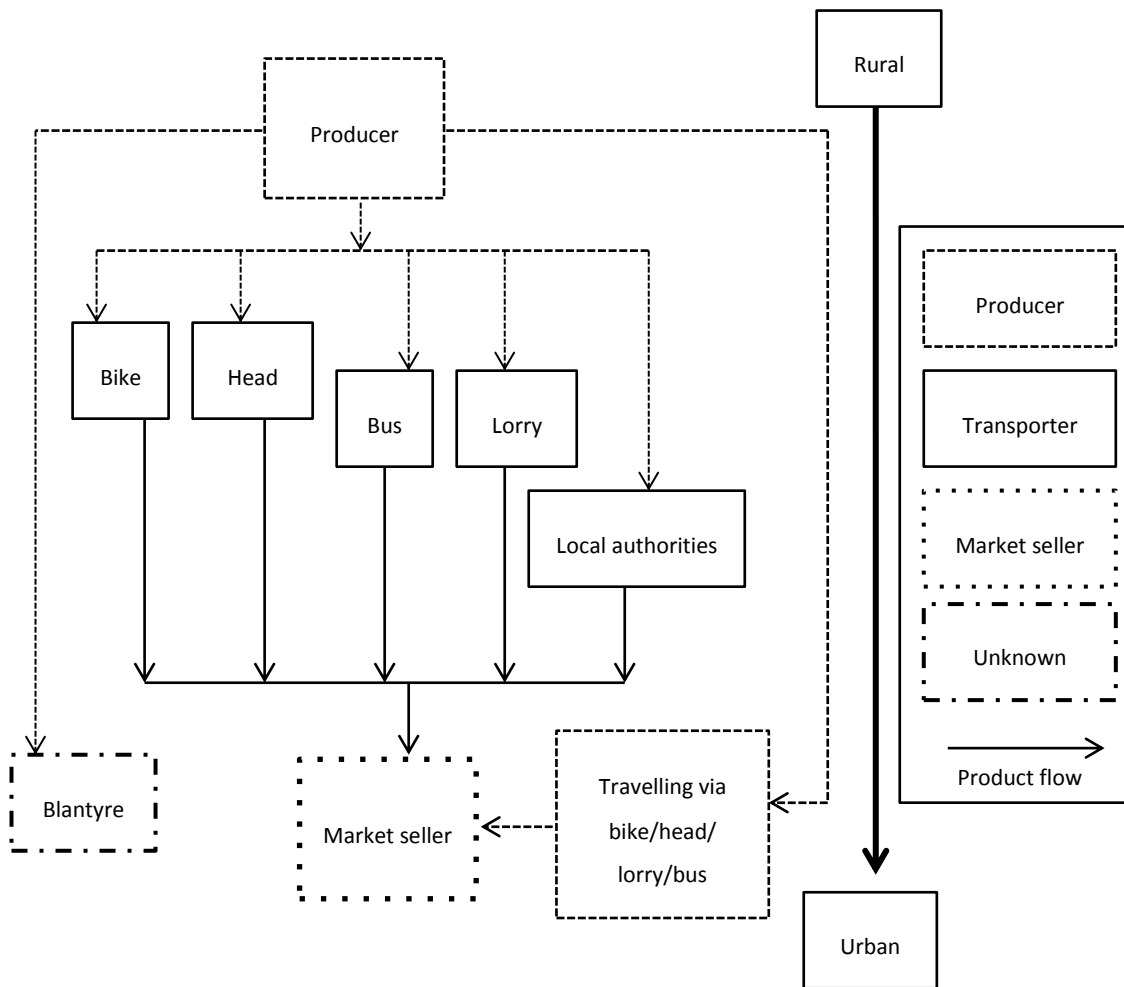 Rural
Producer
Bike
Head
Bus
Lorry
Local authorities
Blantyre
Market seller
Travelling via
bike/head/
lorry/bus
Urban
Producer
Transporter
Market seller
Unknown
Product flow